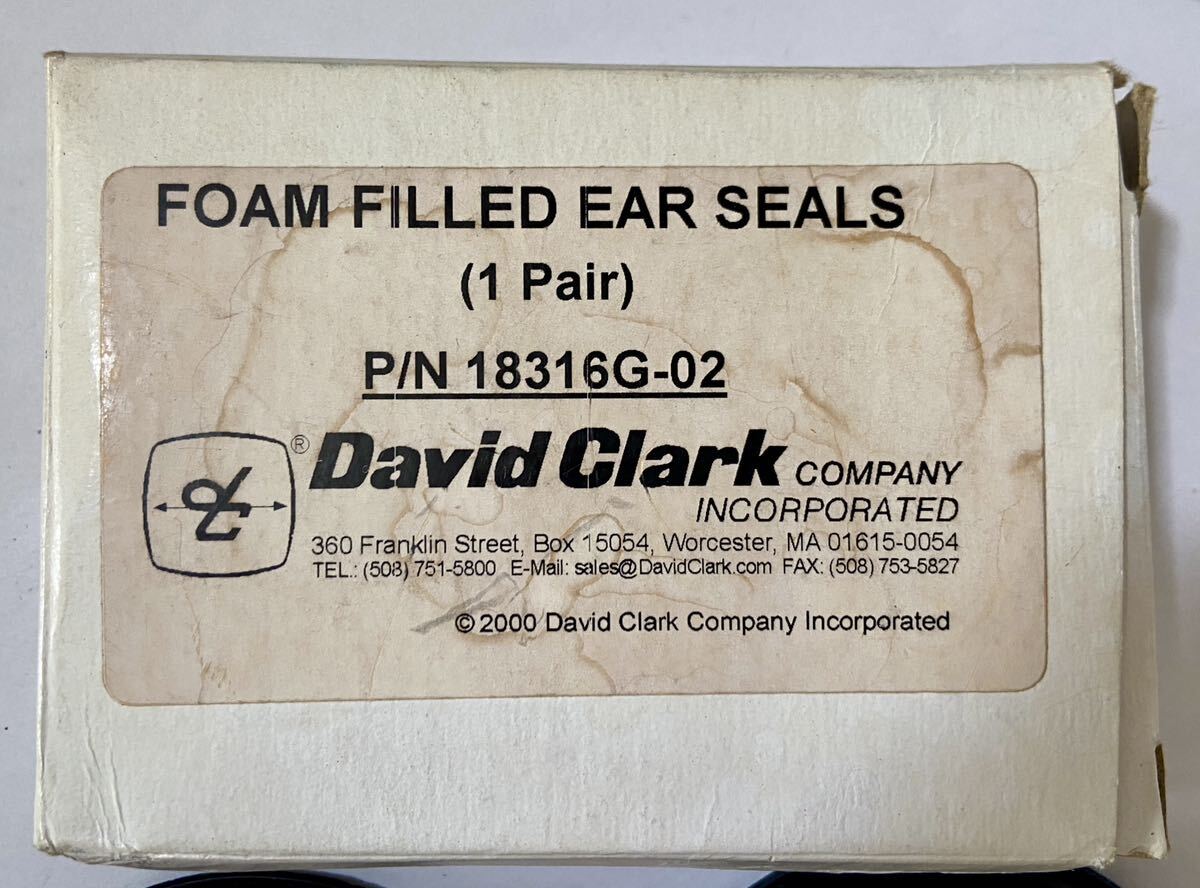 FOAM FILLED EAR SEALS
(1 Pair)
P/N 18316G-02
® David Clark COMPANY
INCORPORATED
360 Franklin Street, Box 15054, Worcester, MA 01615-0054
TEL.: (508) 751-5800 E-Mail: sales@DavidClark.com FAX: (508) 753-5827
© 2000 David Clark Company Incorporated